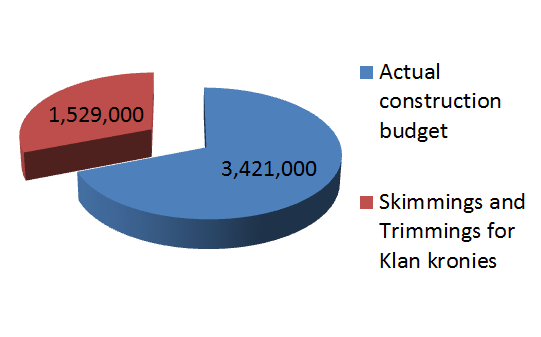 1,529,000
3,421,000
Actual
construction
budget
Skimmings and
Trimmings for
Klan kronies